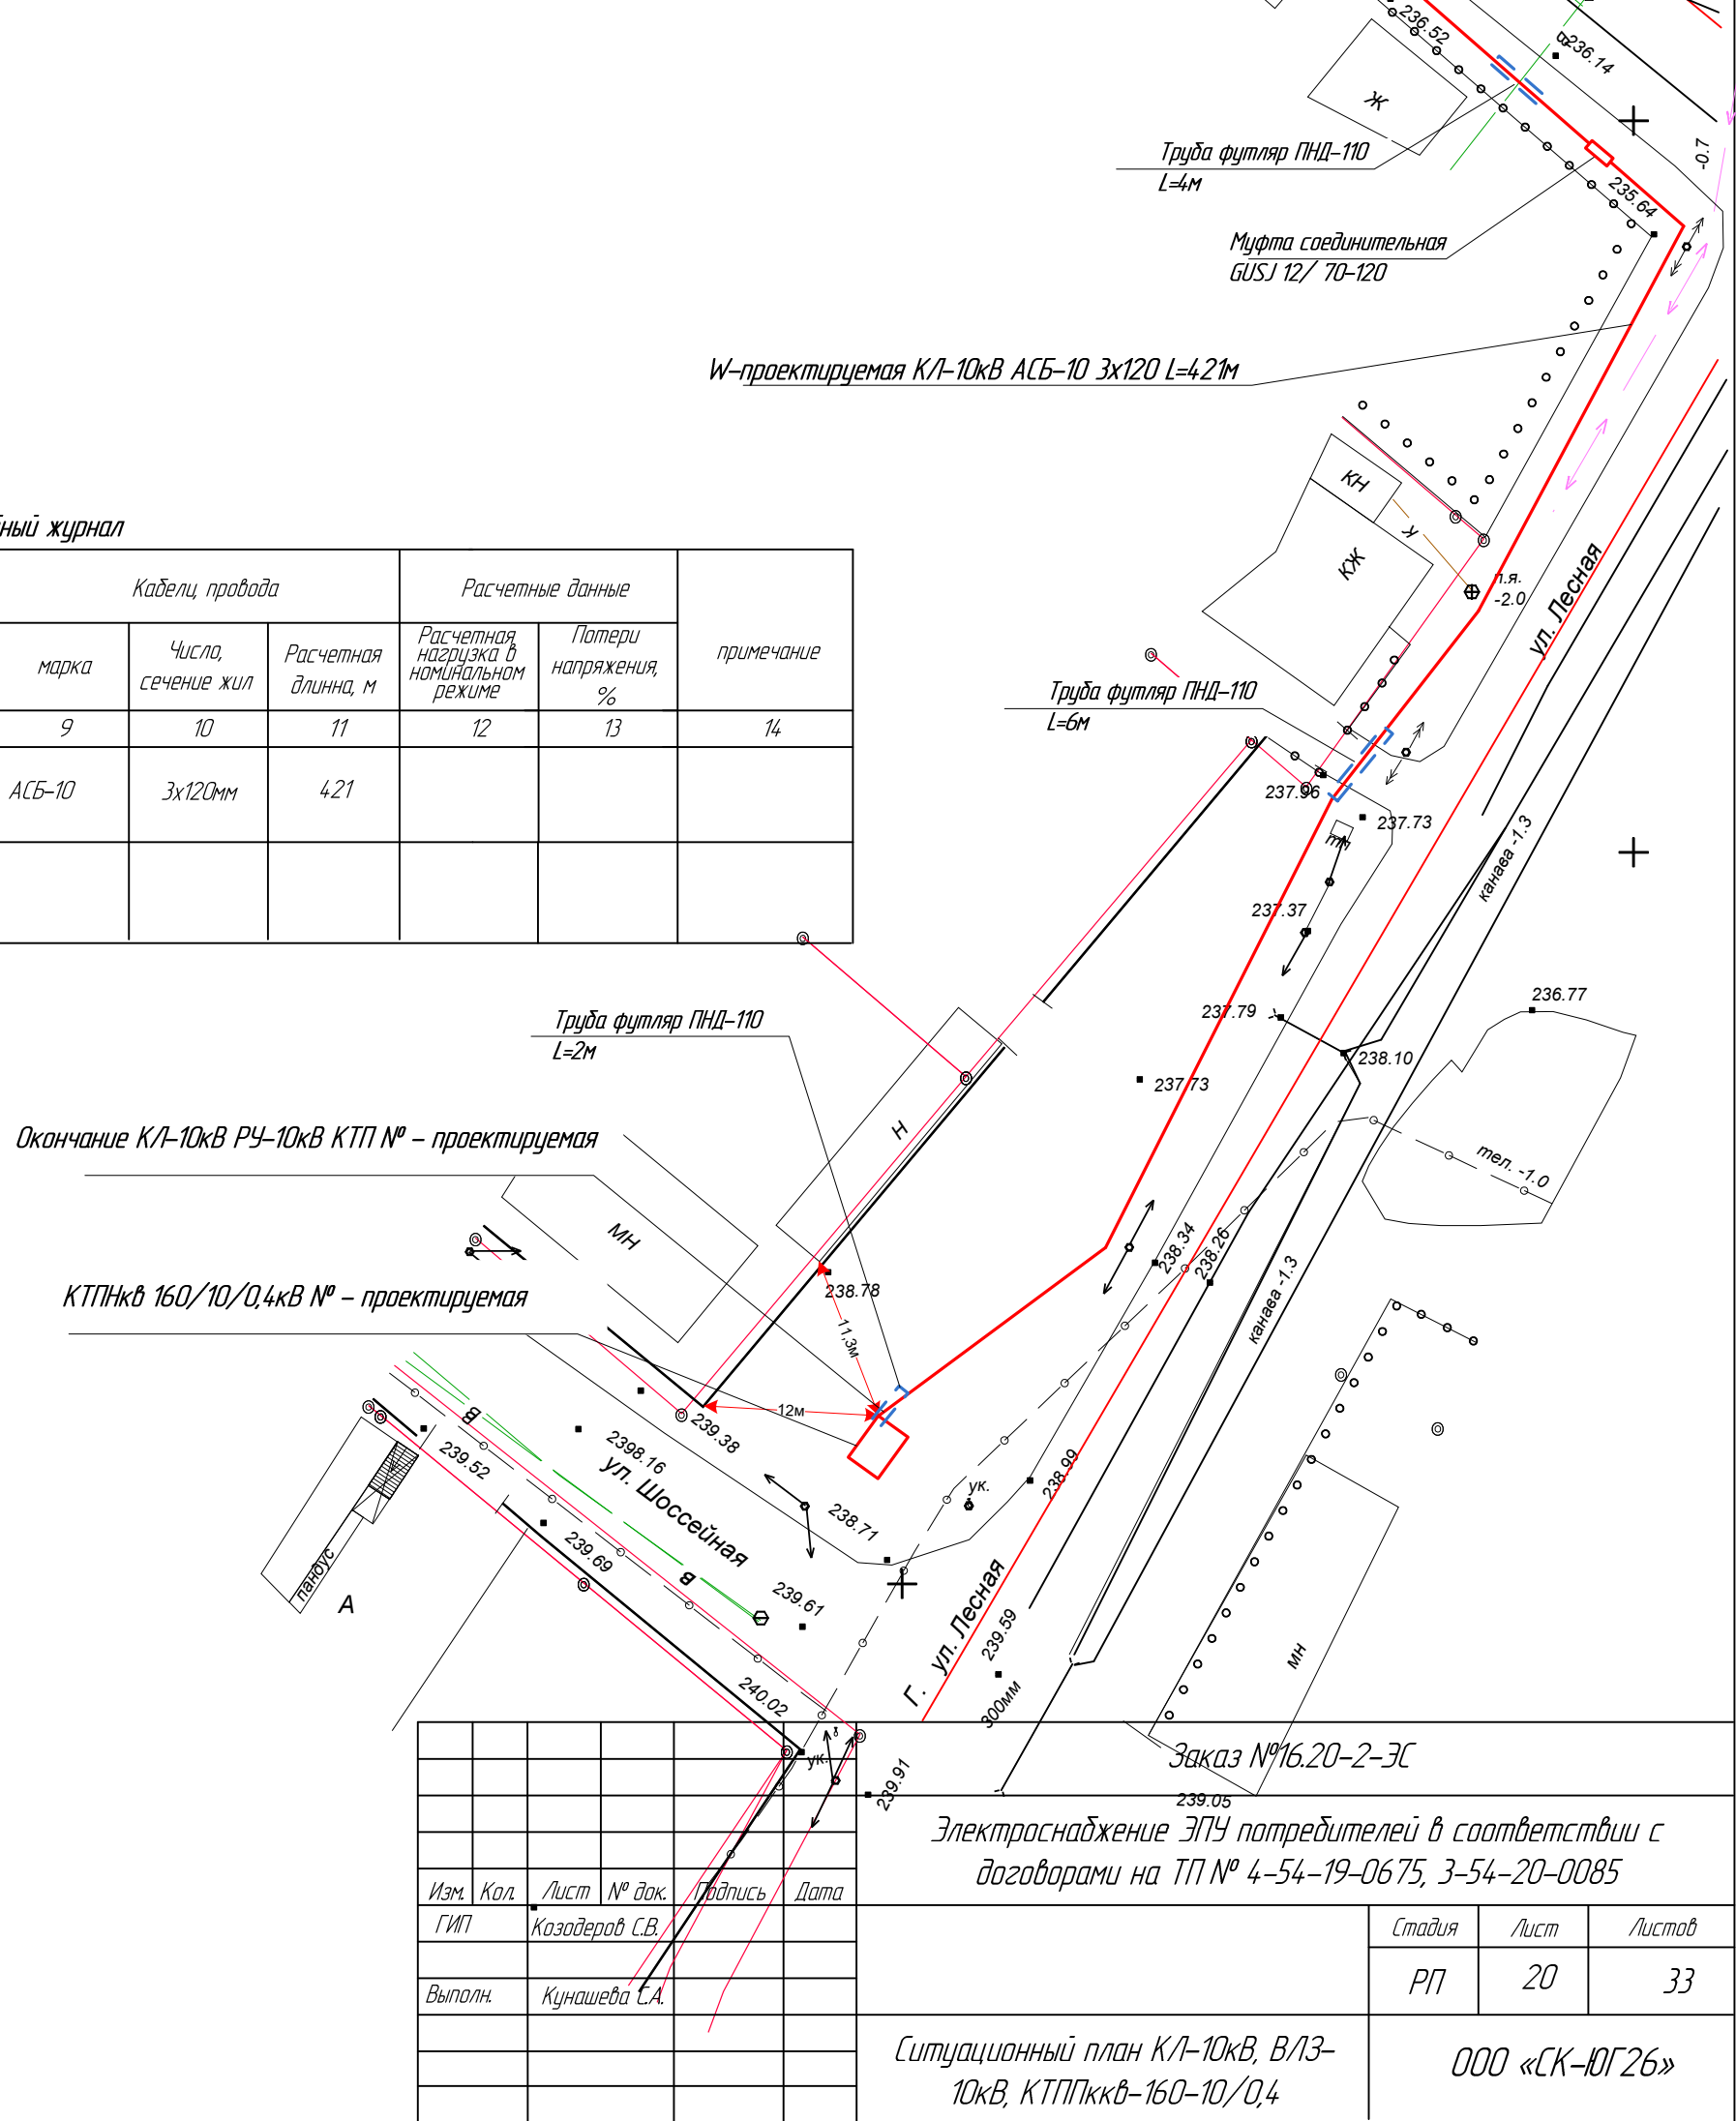 236.52
В
236.14
Ж
Труба футляр ПНД-110
L=4м
-0.7
235.64
Муфта соединительная
GUSJ 12/ 70-120
W-проектируемая КЛ-10кВ АСБ-10 3х120 L=421м
КН
К
КЖ
-2.0
ул. Лесная
ный журнал
Кабели, провода
Расчетные данные
примечание
марка
Число,
сечение жил
Расчетная
длинна, м
Расчетная
нагрузка в
номинальном
режиме
Потери
напряжения,
%
9
10
11
12
13
14
АСБ-10
3х120мм
421
Труба футляр ПНД-110
L=6м
237.96
237.73
тп
канава -1.3
237.37
237.79
236.77
238.10
237.73
Труба футляр ПНД-110
L=2м
Н
тел. -1.0
Окончание КЛ-10кВ РУ-10кВ КТП № - проектируемая
МН
238.34
238.26
канава -1.3
КТПНкв 160/10/0,4кВ № - проектируемая
238.78
11,3м
12м
239.38
В
2398.16
ул. Шоссейная
239.52
238.99
ук.
238.71
239.69
В
239.61
пандус
А
ул. Лесная
Г.
239.59
300мм
МН
240.02
ук.
239.91
Заказ №16.20-2-ЭС
239.05
Электроснабжение ЭПУ потребителей в соответствии с
договорами на ТП № 4-54-19-0675, 3-54-20-0085
Изм.
Кол.
Лист
№ док.
Подпись
Дата
ГИП
Козодеров С.В.
Стадия
Лист
Листов
РП
20
33
Выполн.
Кунашева С.А.
Ситуационный план КЛ-10кВ, ВЛЗ-
10кВ, КТППккв-160-10/0,4
ООО «СК-ЮГ26»